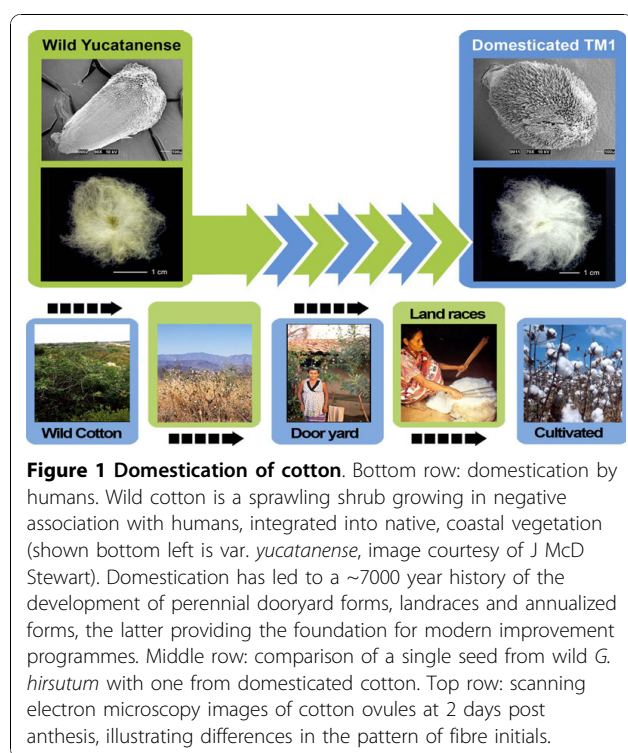 Wild Yucatanense
Domesticated TM1
1 cm
1 cm
Land races
Wild Cotton
Door yard
Cultivated
Figure 1 Domestication of cotton. Bottom row: domestication by
humans. Wild cotton is a sprawling shrub growing in negative
association with humans, integrated into native, coastal vegetation
(shown bottom left is var. yucatanense, image courtesy of J McD
Stewart). Domestication has led to a ~7000 year history of the
development of perennial dooryard forms, landraces and annualized
forms, the latter providing the foundation for modern improvement
programmes. Middle row: comparison of a single seed from wild G.
hirsutum with one from domesticated cotton. Top row: scanning
electron microscopy images of cotton ovules at 2 days post
anthesis, illustrating differences in the pattern of fibre initials.